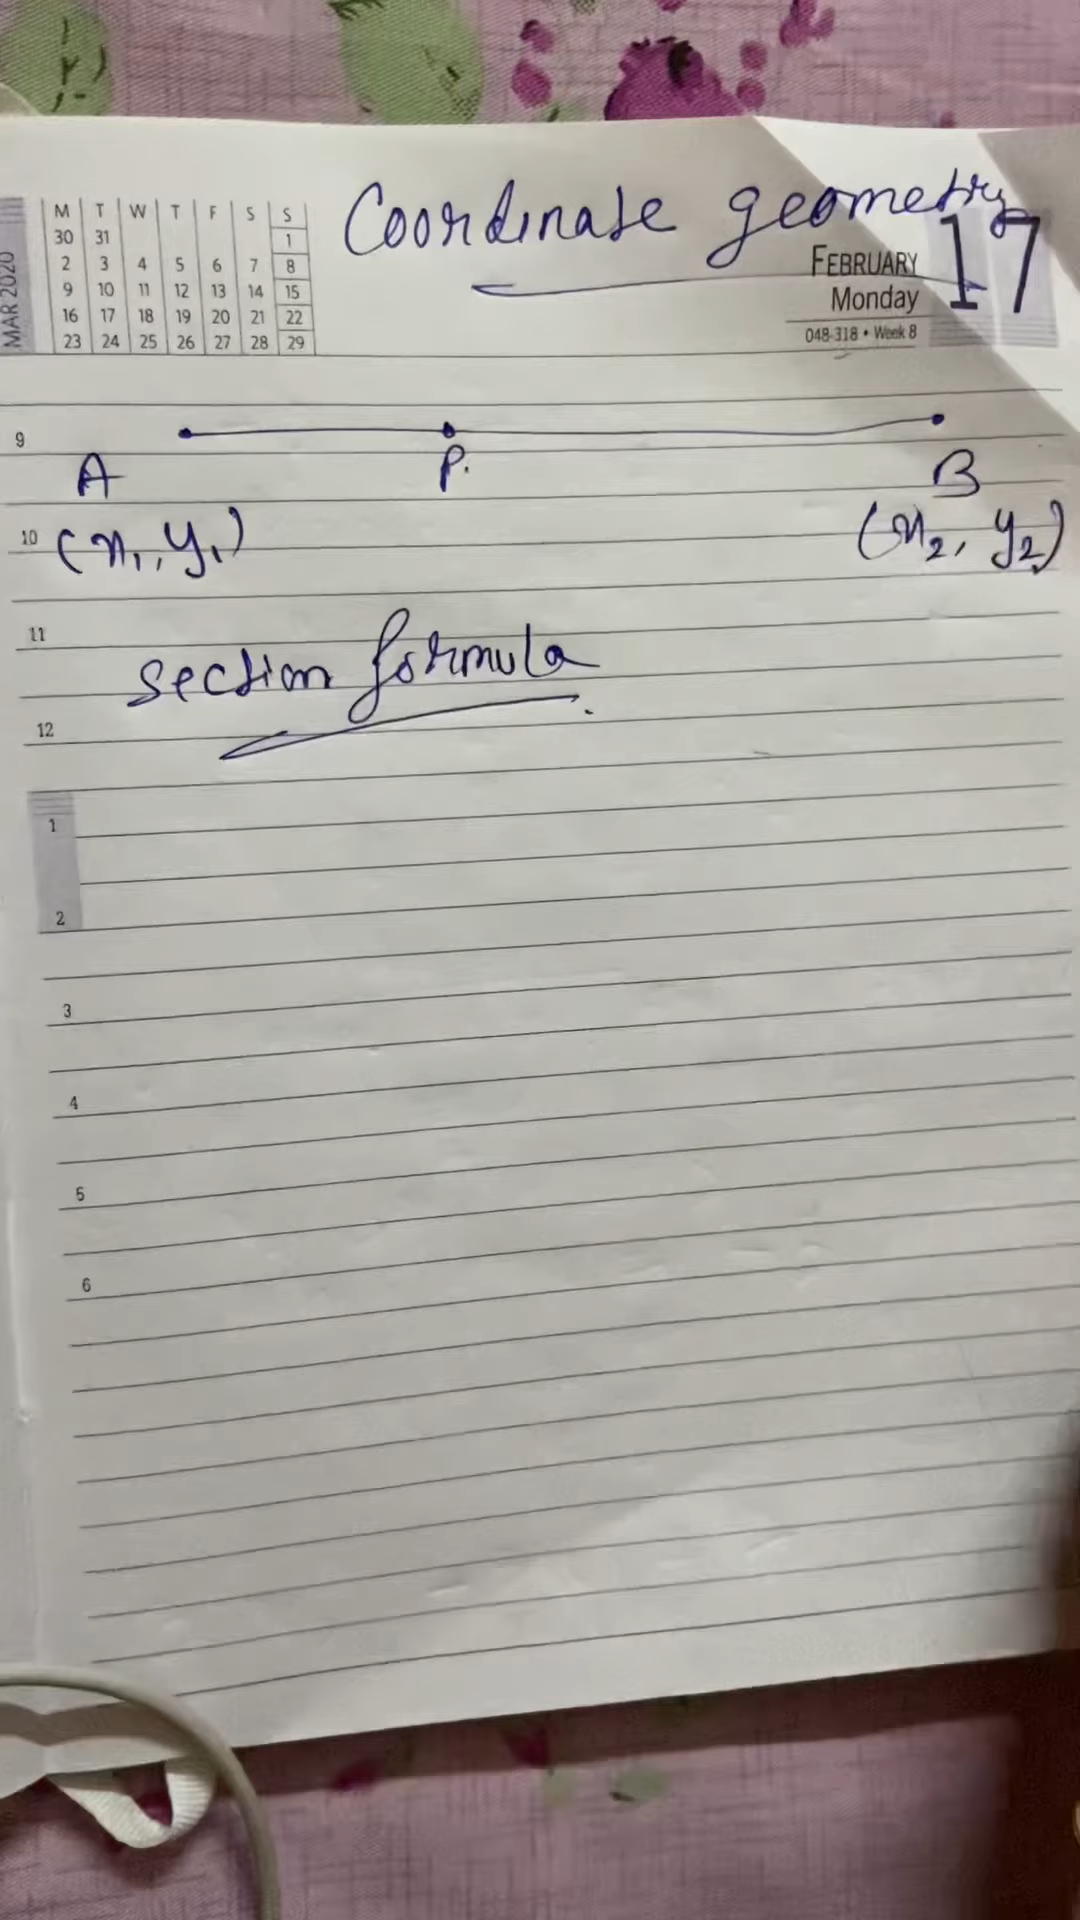 Coordinate geometry
MAR 2020
M T W T F S S
30 31 1
2 3 4 5 6 7 8
9 10 11 12 13 14 15
16 17 18 19 20 21 22
23 24 25 26 27 28 29
FEBRUARY 17
Monday
048-318 • Week 8
9
A P. B
10 (x₁, y₁) (x₂, y₂)
11
section formula
12
1
2
3
4
5
6